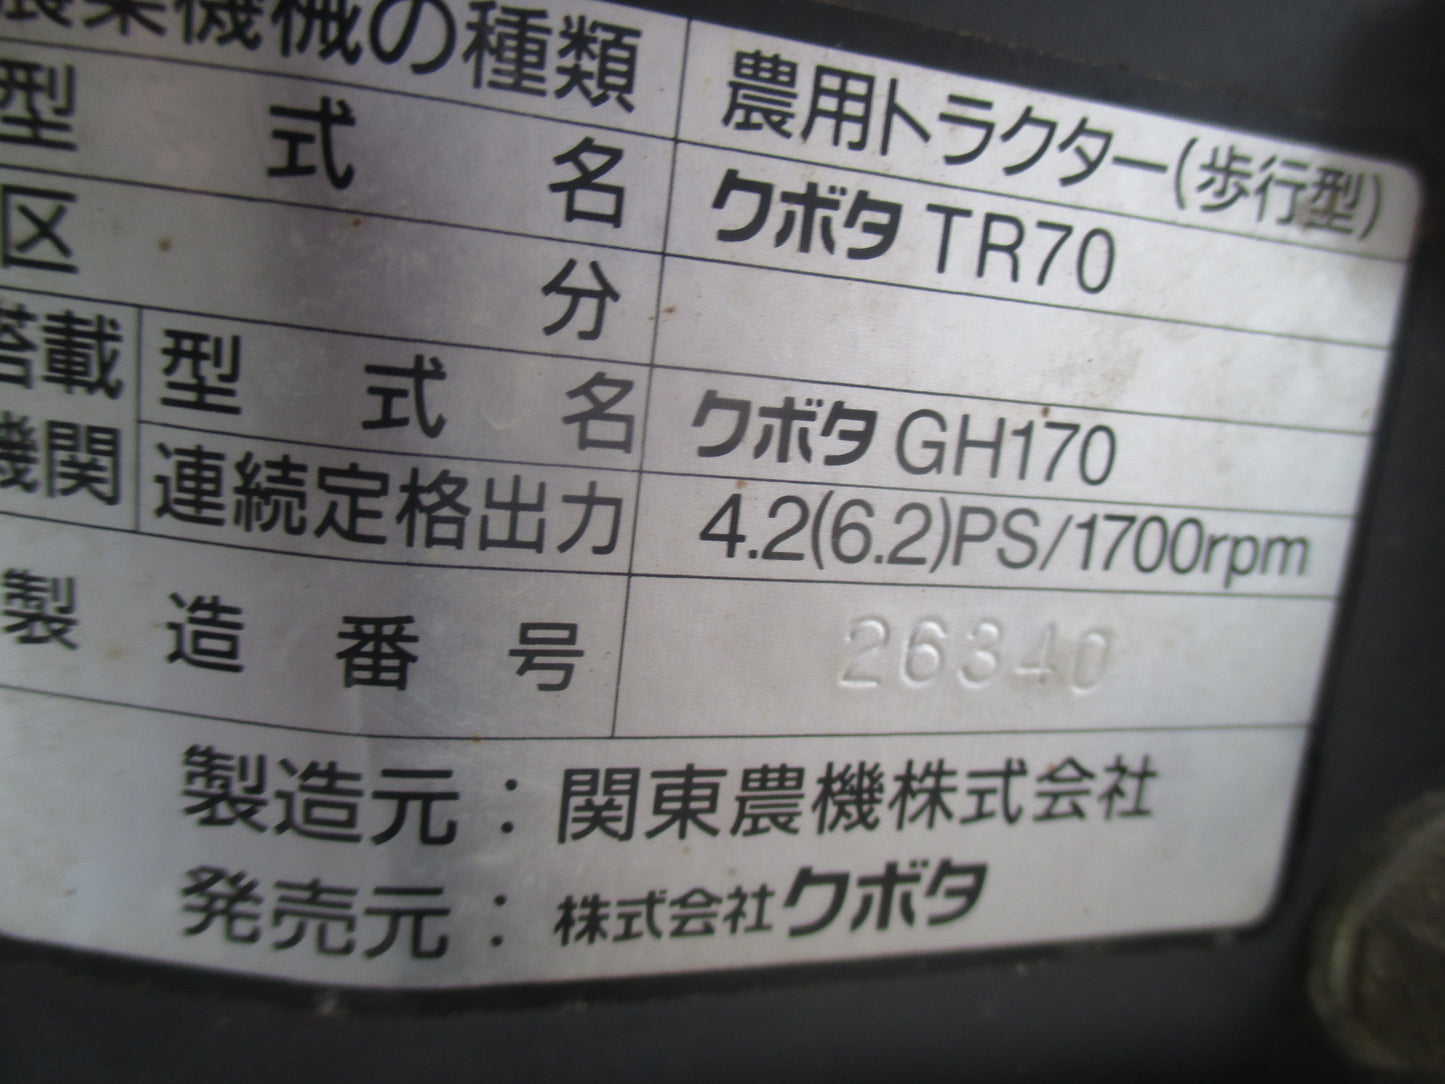 農業機械の種類 農用トラクター(歩行型)
型式名 クボタ TR70
区分
搭載機関 型式名 クボタ GH170
連続定格出力 4.2(6.2)PS/1700rpm
製造番号 26340
製造元：関東農機株式会社
発売元：株式会社クボタ